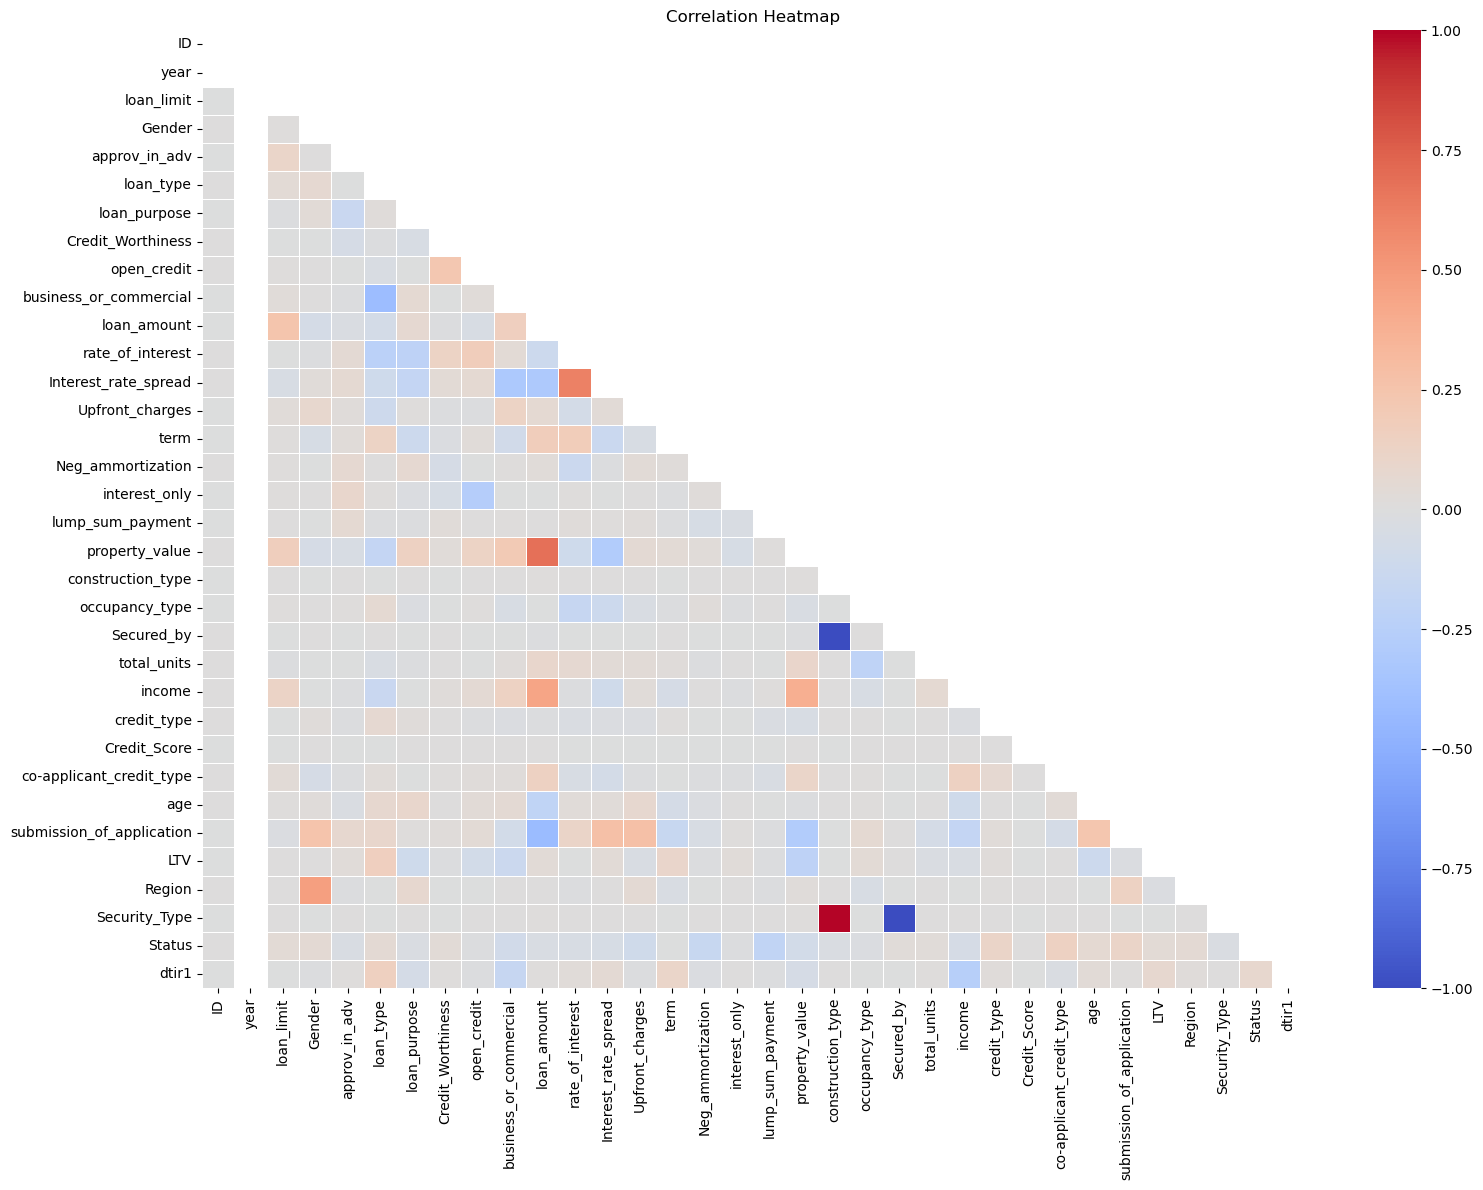 Correlation Heatmap
ID
year
loan_limit
Gender
approv_in_adv
loan_type
loan_purpose
Credit_Worthiness
open_credit
business_or_commercial
loan_amount
rate_of_interest
Interest_rate_spread
Upfront_charges
term
Neg_ammortization
interest_only
lump_sum_payment
property_value
construction_type
occupancy_type
Secured_by
total_units
income
credit_type
Credit_Score
co-applicant_credit_type
age
submission_of_application
LTV
Region
Security_Type
Status
dtir1
ID
year
loan_limit
Gender
approv_in_adv
loan_type
loan_purpose
Credit_Worthiness
open_credit
business_or_commercial
loan_amount
rate_of_interest
Interest_rate_spread
Upfront_charges
term
Neg_ammortization
interest_only
lump_sum_payment
property_value
construction_type
occupancy_type
Secured_by
total_units
income
credit_type
Credit_Score
co-applicant_credit_type
age
submission_of_application
LTV
Region
Security_Type
Status
dtir1
1.00
0.75
0.50
0.25
0.00
−0.25
−0.50
−0.75
−1.00